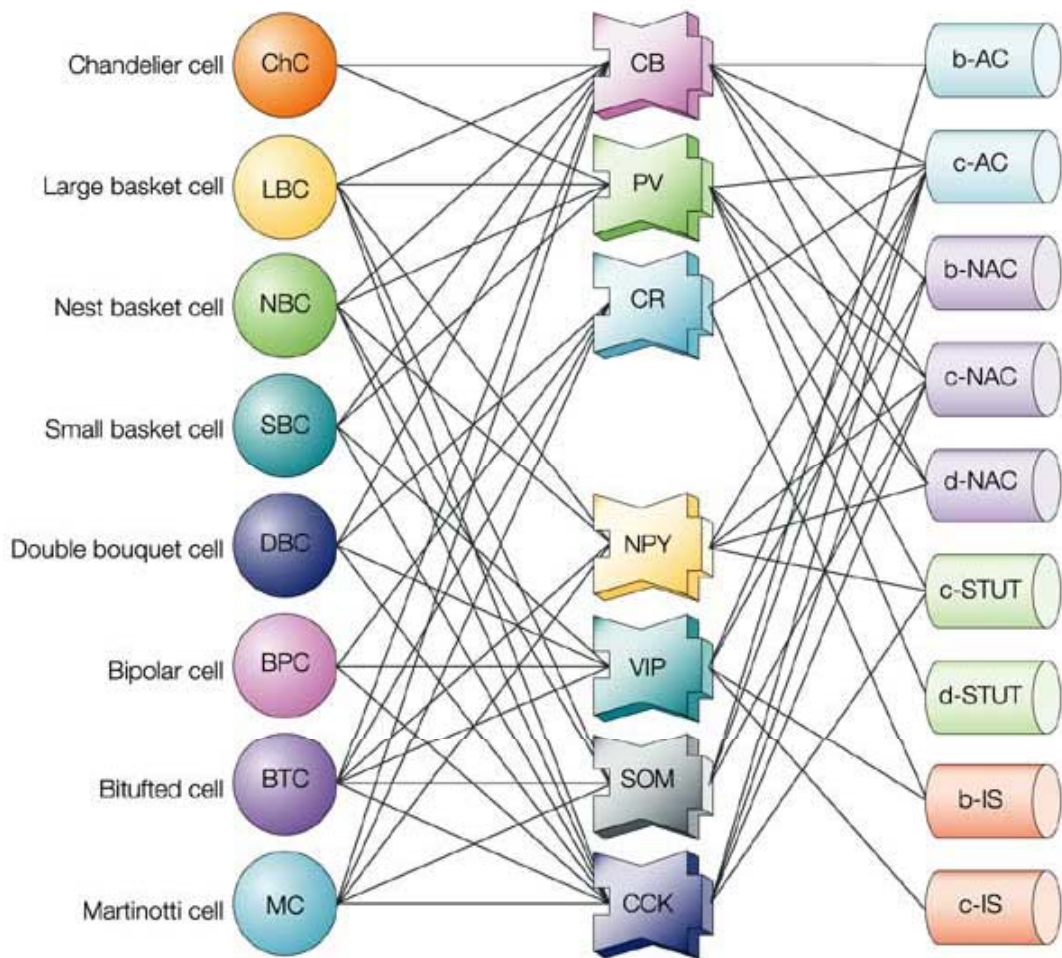 Chandelier cell
ChC
CB
b-AC
Large basket cell
LBC
PV
c-AC
Nest basket cell
NBC
CR
b-NAC
Small basket cell
SBC
c-NAC
Double bouquet cell
DBC
NPY
d-NAC
Bipolar cell
BPC
VIP
c-STUT
d-STUT
Bitufted cell
BTC
SOM
b-IS
Martinotti cell
MC
CCK
c-IS